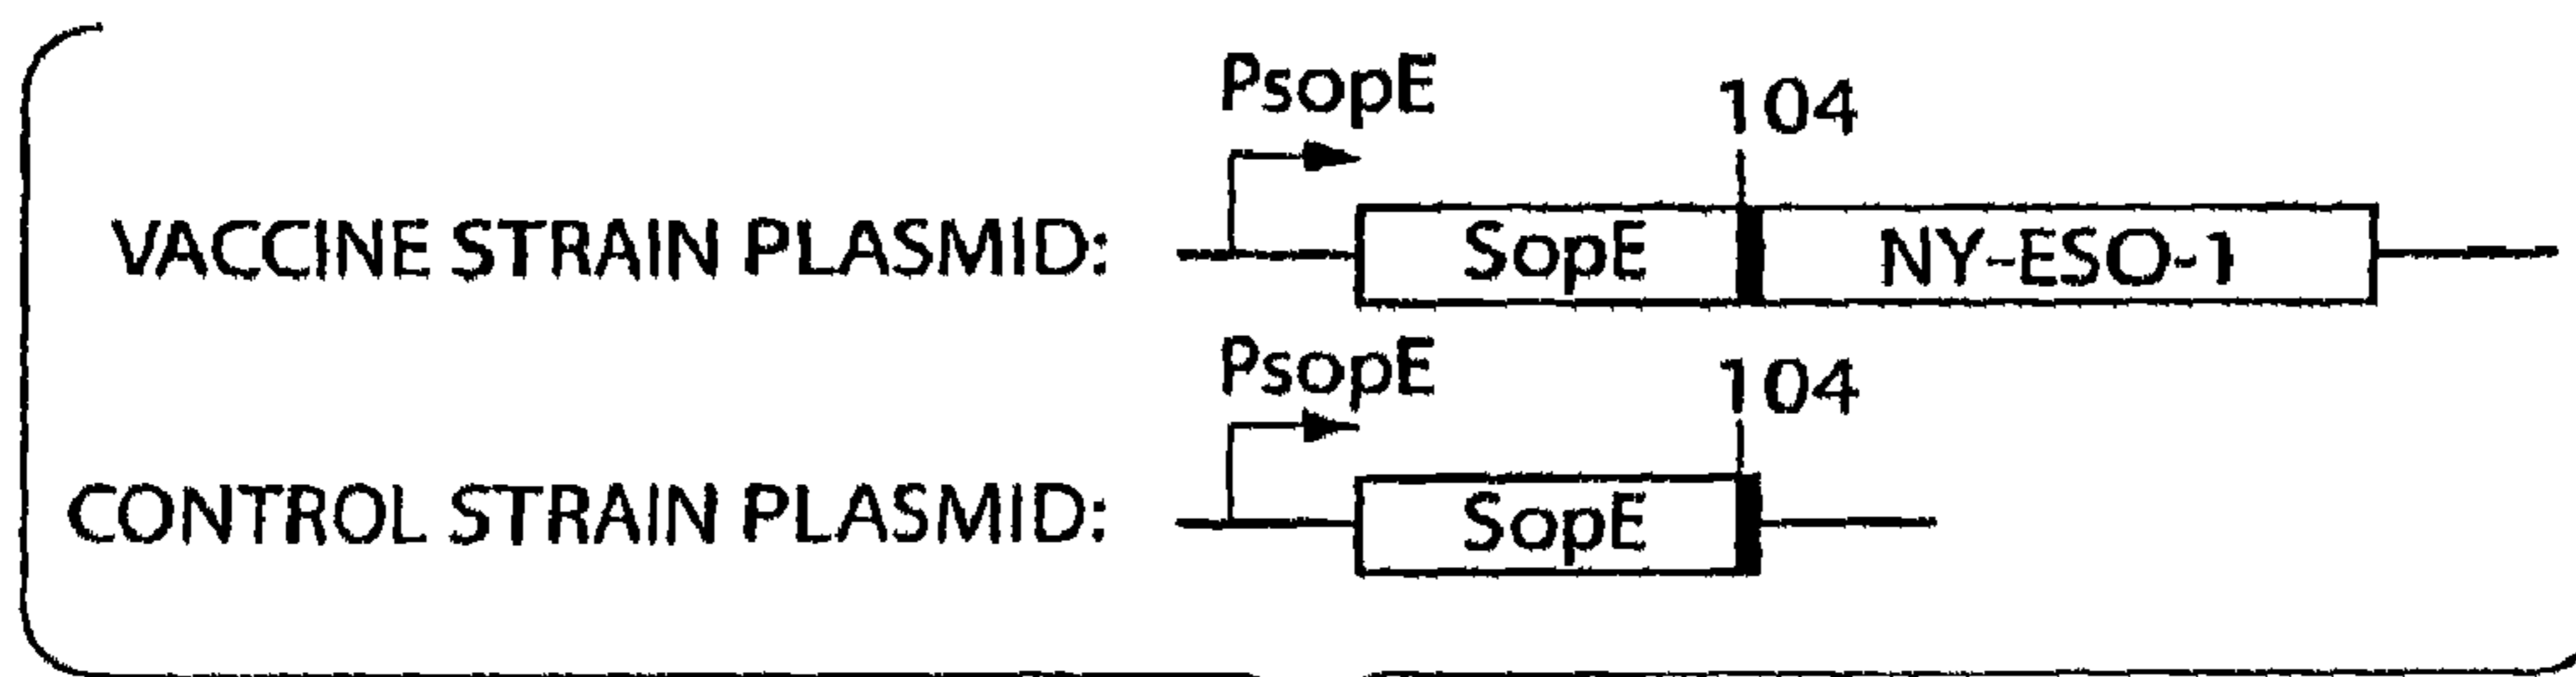 PsopE 104
VACCINE STRAIN PLASMID: SopE NY-ESO-1
PsopE 104
CONTROL STRAIN PLASMID: SopE